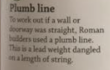 Plumb line
To work out if a wall or
doorway was straight, Roman
builders used a plumb line.
This is a lead weight dangled
on a length of string.